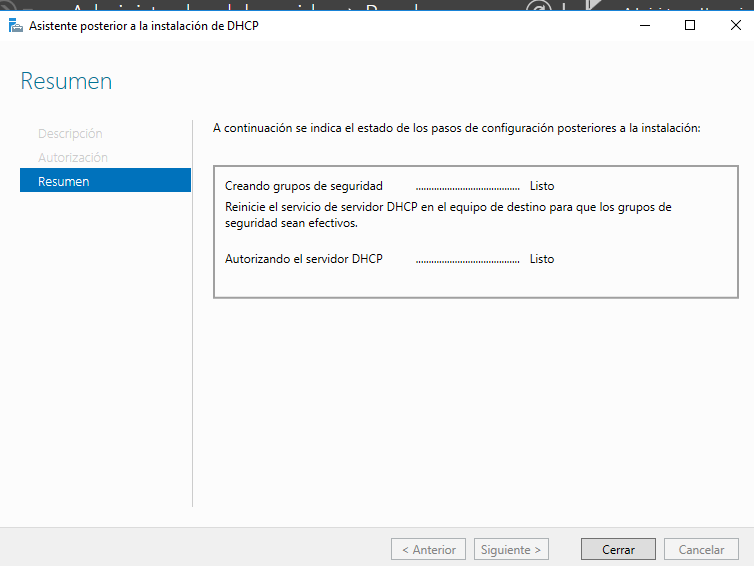 Asistente posterior a la instalación de DHCP
Resumen
Descripción
Autorización
Resumen
A continuación se indica el estado de los pasos de configuración posteriores a la instalación:
Creando grupos de seguridad ........................................ Listo
Reinicie el servicio de servidor DHCP en el equipo de destino para que los grupos de
seguridad sean efectivos.
Autorizando el servidor DHCP ........................................ Listo
< Anterior
Siguiente >
Cerrar
Cancelar